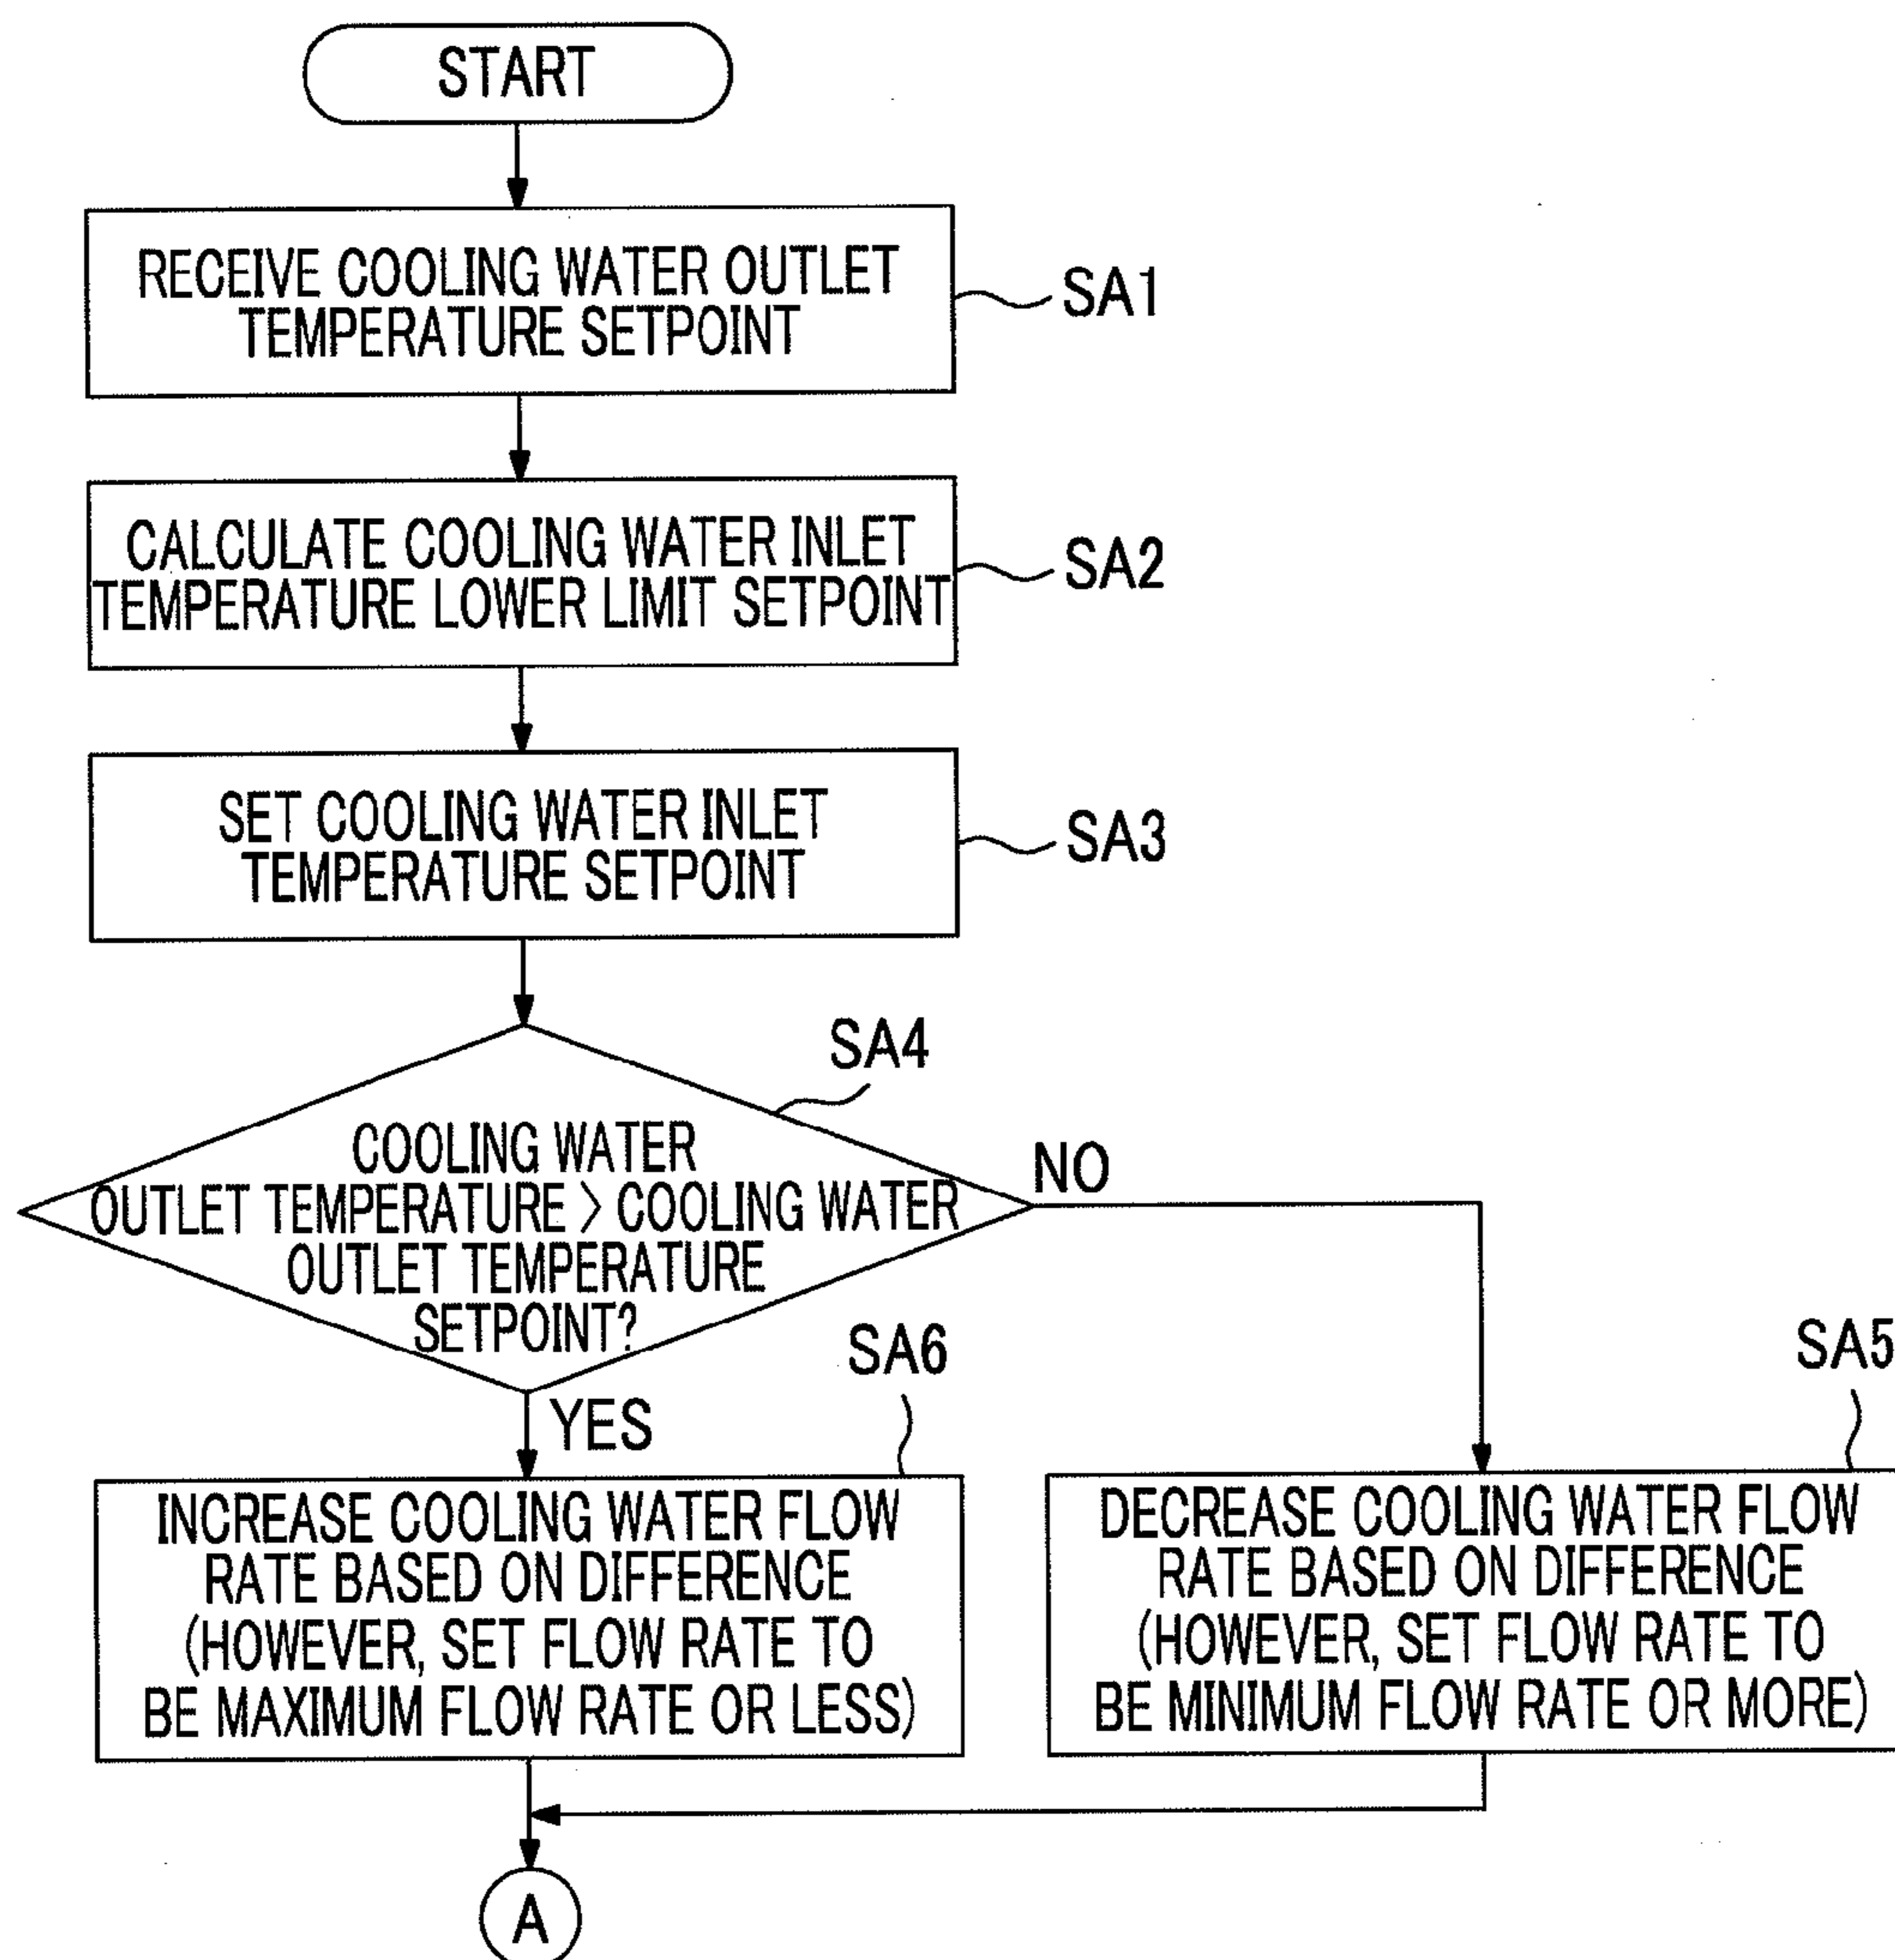 START
RECEIVE COOLING WATER OUTLET
TEMPERATURE SETPOINT
SA1
CALCULATE COOLING WATER INLET
TEMPERATURE LOWER LIMIT SETPOINT
SA2
SET COOLING WATER INLET
TEMPERATURE SETPOINT
SA3
SA4
COOLING WATER
OUTLET TEMPERATURE > COOLING WATER
OUTLET TEMPERATURE
SETPOINT?
NO
YES
SA6
INCREASE COOLING WATER FLOW
RATE BASED ON DIFFERENCE
(HOWEVER, SET FLOW RATE TO
BE MAXIMUM FLOW RATE OR LESS)
SA5
DECREASE COOLING WATER FLOW
RATE BASED ON DIFFERENCE
(HOWEVER, SET FLOW RATE TO
BE MINIMUM FLOW RATE OR MORE)
A